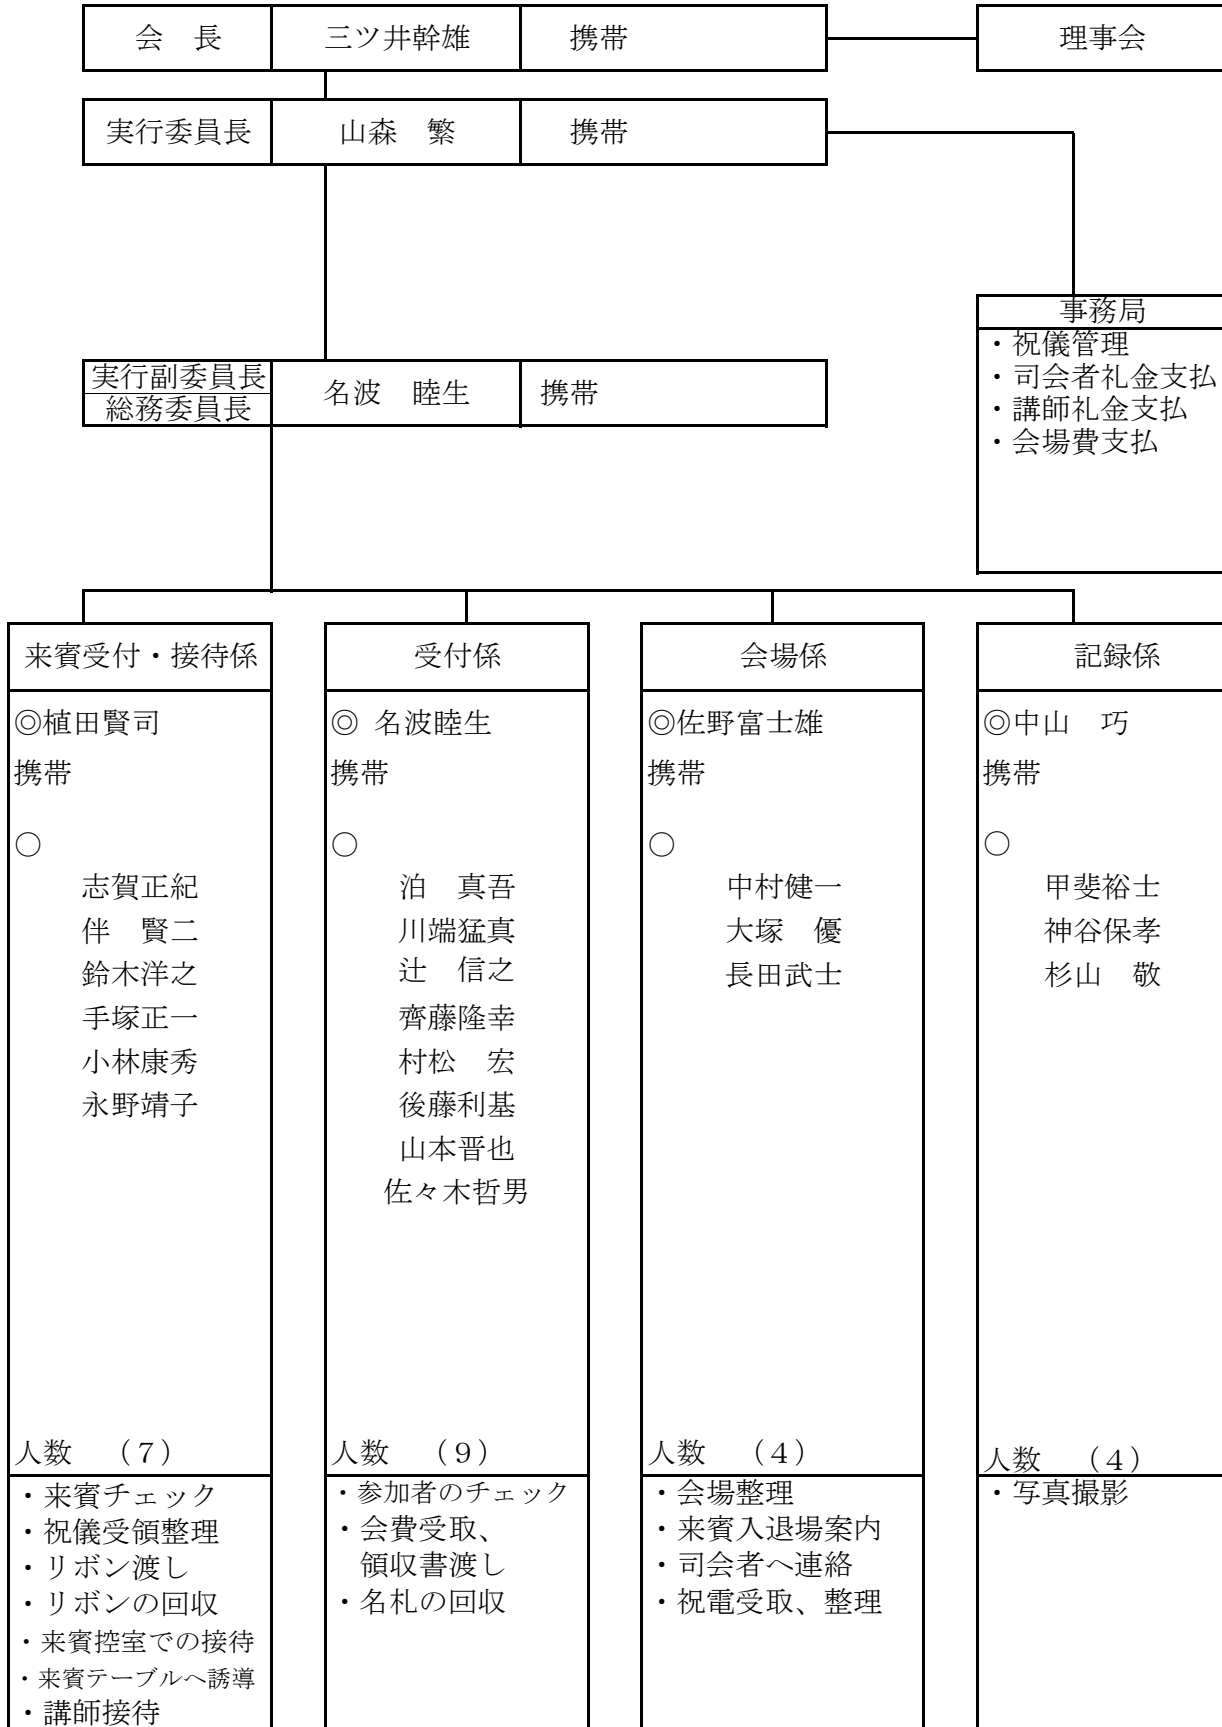 会　長　三ツ井幹雄　携帯　理事会
実行委員長　山森　繁　携帯
事務局
・祝儀管理
・司会者礼金支払
・講師礼金支払
・会場費支払
実行副委員長
総務委員長
名波　睦生　携帯
来賓受付・接待係
◎植田賢司
携帯
○
志賀正紀
伴　賢二
鈴木洋之
手塚正一
小林康秀
永野靖子
人数　（７）
・来賓チェック
・祝儀受領整理
・リボン渡し
・リボンの回収
・来賓控室での接待
・来賓テーブルへ誘導
・講師接待
受付係
◎ 名波睦生
携帯
○
泊　真吾
川端猛真
辻　信之
齊藤隆幸
村松　宏
後藤利基
山本晋也
佐々木哲男
人数　（９）
・参加者のチェック
・会費受取、
領収書渡し
・名札の回収
会場係
◎佐野富士雄
携帯
○
中村健一
大塚　優
長田武士
人数　（４）
・会場整理
・来賓入退場案内
・司会者へ連絡
・祝電受取、整理
記録係
◎中山　巧
携帯
○
甲斐裕士
神谷保孝
杉山　敬
人数　（４）
・写真撮影